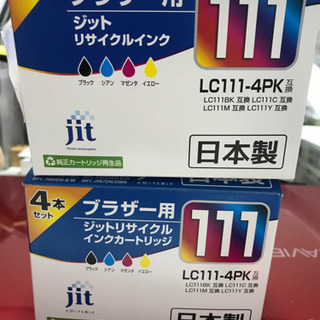 ブラザー用
ジット
リサイクルインク
111
ブラック シアン マゼンタ イエロー
LC111-4PK互換
LC111BK 互換 LC111C 互換
LC111M 互換 LC111Y 互換
jit
純正カートリッジ再生品
日本製
4本
セット
ブラザー用
ジットリサイクル
インクカートリッジ
111
ブラック シアン マゼンタ イエロー
LC111-4PK互換
LC111BK 互換 LC111C 互換
LC111M 互換 LC111Y 互換
jit
日本製